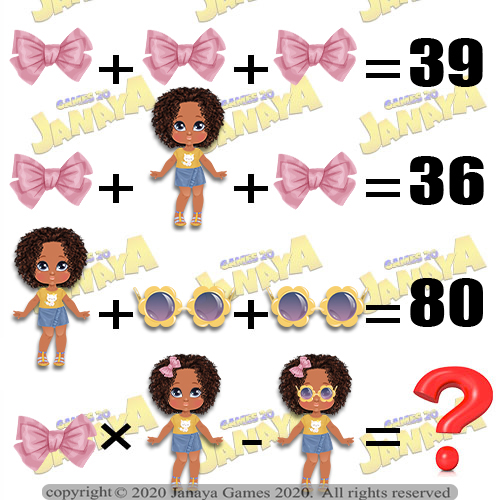 + + = 39
GAMES 20 JANAYA
+ + = 36
+ + = 80
× - = ?
copyright © 2020 Janaya Games 2020. All rights reserved